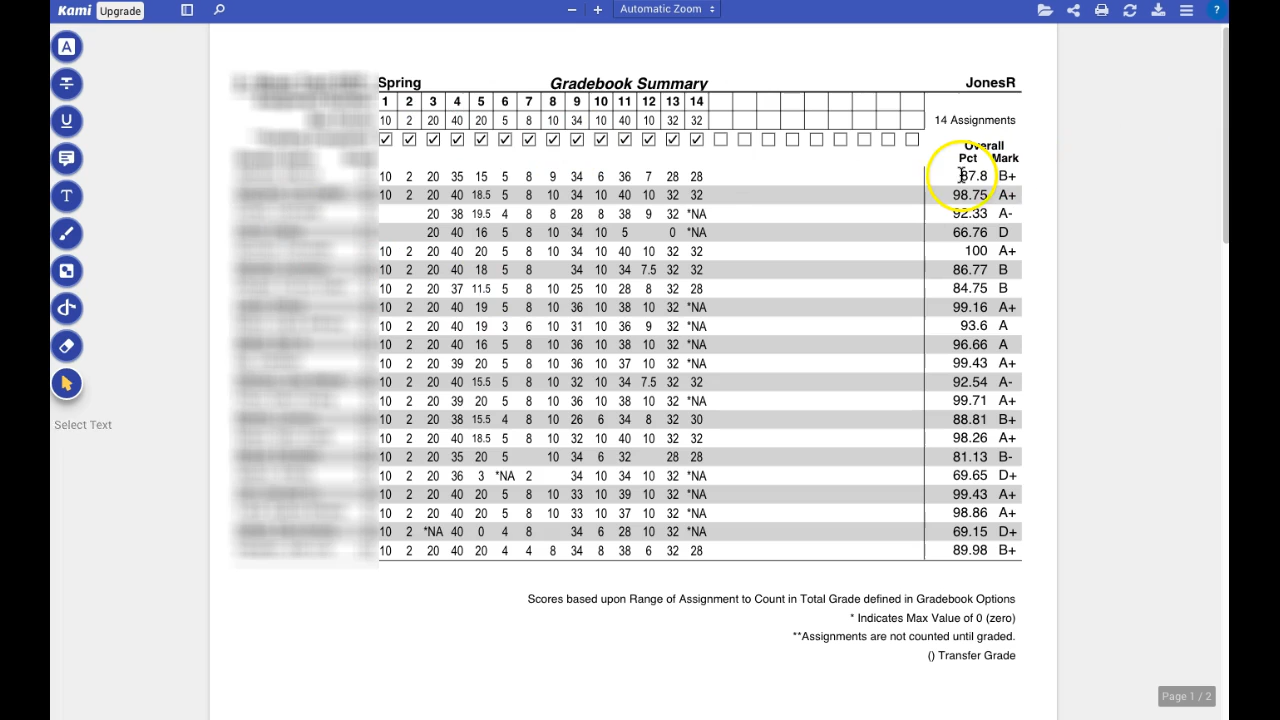 Kami Upgrade Automatic Zoom ?
Spring Gradebook Summary JonesR
1 2 3 4 5 6 7 8 9 10 11 12 13 14
10 2 20 40 20 5 8 10 34 10 40 10 32 32 14 Assignments
Overall
Pct Mark
10 2 20 35 15 5 8 9 34 6 36 7 28 28 87.8 B+
10 2 20 40 18.5 5 8 10 34 10 40 10 32 32 98.75 A+
20 38 19.5 4 8 8 28 8 38 9 32 *NA 92.33 A-
20 40 16 5 8 10 34 10 5 0 *NA 66.76 D
10 2 20 40 20 5 8 10 34 10 40 10 32 32 100 A+
10 2 20 40 18 5 8 34 10 34 7.5 32 32 86.77 B
10 2 20 37 11.5 5 8 10 25 10 28 8 32 28 84.75 B
10 2 20 40 19 5 8 10 36 10 38 10 32 *NA 99.16 A+
10 2 20 40 19 3 6 10 31 10 36 9 32 *NA 93.6 A
10 2 20 40 16 5 8 10 34 10 36 10 32 *NA 96.66 A
10 2 20 39 20 5 8 10 36 10 37 10 32 *NA 99.43 A+
10 2 20 40 15.5 5 8 10 32 10 34 7.5 32 32 92.54 A-
10 2 20 39 20 5 8 10 36 10 38 10 32 *NA 99.71 A+
10 2 20 38 15.5 4 8 10 26 6 34 8 32 30 88.81 B+
10 2 20 40 18.5 5 8 10 32 10 40 10 32 32 98.26 A+
10 2 20 35 20 5 10 34 6 32 28 28 81.13 B-
10 2 20 36 3 *NA 2 34 10 34 10 32 *NA 69.65 D+
10 2 20 40 20 5 8 10 33 10 39 10 32 *NA 99.43 A+
10 2 20 40 20 5 8 10 33 10 37 10 32 *NA 98.86 A+
10 2 *NA 40 0 4 8 34 6 28 10 32 *NA 69.15 D+
10 2 20 40 20 4 4 8 34 8 38 6 32 28 89.98 B+
Select Text
Scores based upon Range of Assignment to Count in Total Grade defined in Gradebook Options
* Indicates Max Value of 0 (zero)
**Assignments are not counted until graded.
() Transfer Grade
Page 1 / 2